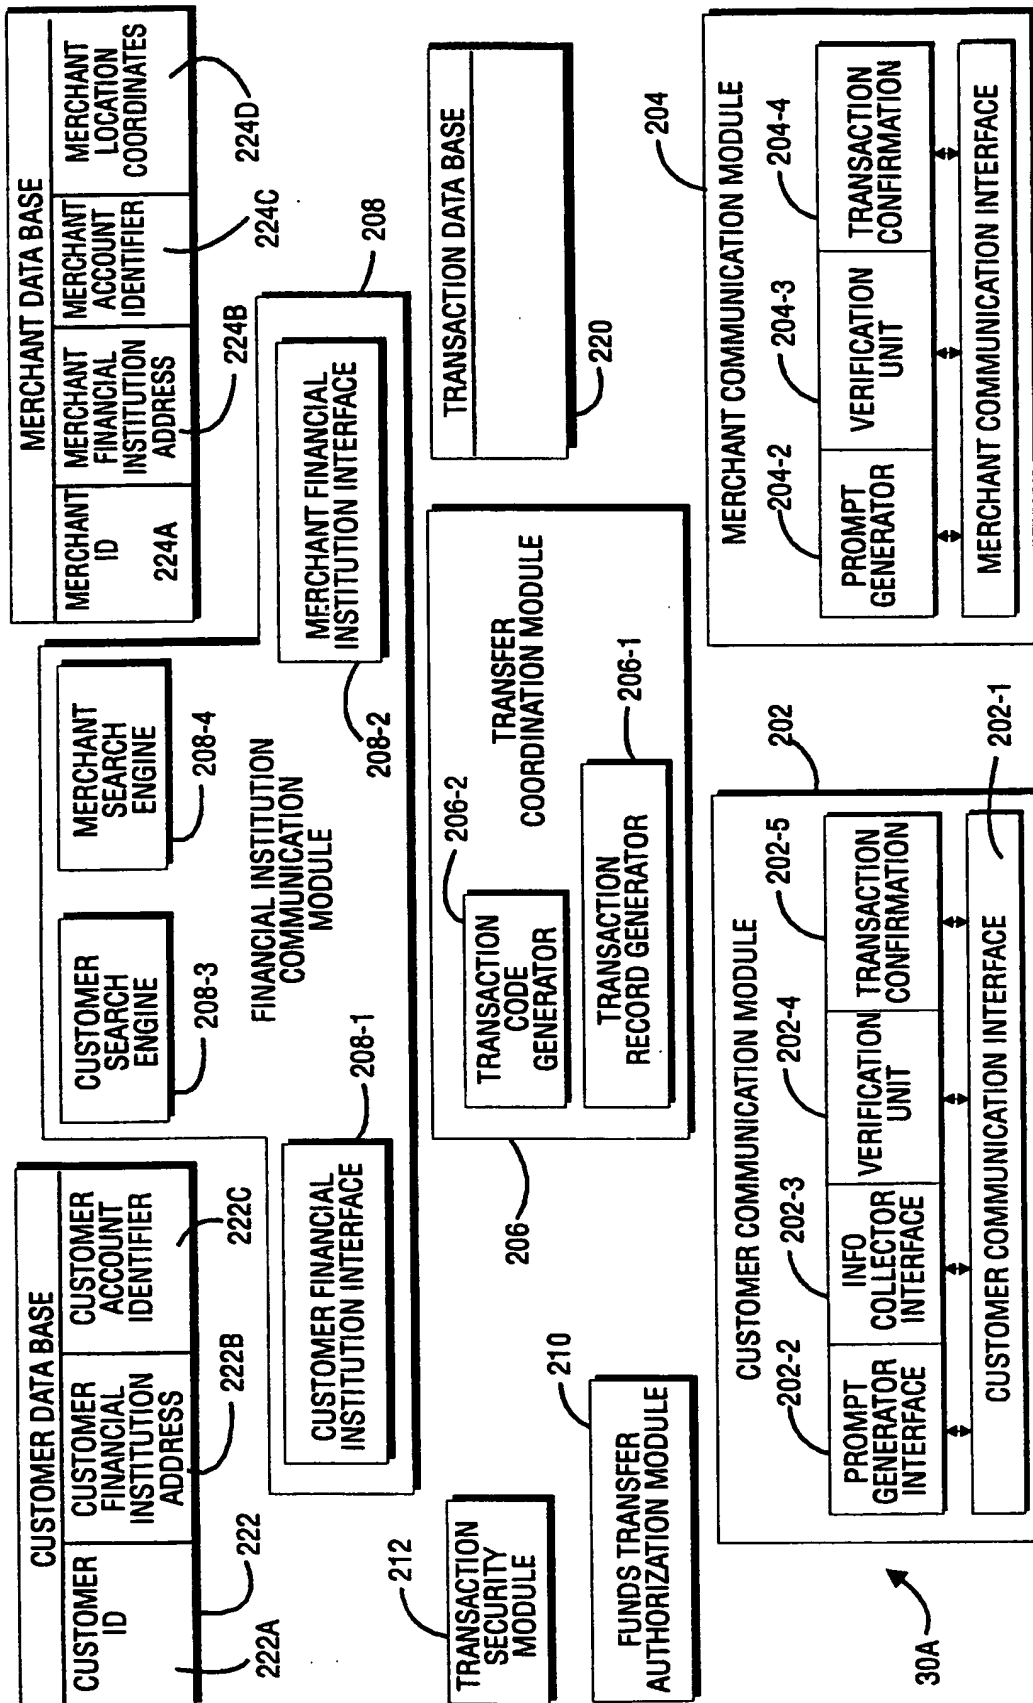 CUSTOMER DATA BASE
CUSTOMER
ID
CUSTOMER
FINANCIAL
INSTITUTION
ADDRESS
CUSTOMER
ACCOUNT
IDENTIFIER
222A
222
222B
222C
CUSTOMER
SEARCH
ENGINE
208-3
MERCHANT
SEARCH
ENGINE
208-4
FINANCIAL INSTITUTION
COMMUNICATION
MODULE
208-1
CUSTOMER FINANCIAL
INSTITUTION INTERFACE
208-2
MERCHANT FINANCIAL
INSTITUTION INTERFACE
208
MERCHANT DATA BASE
MERCHANT
ID
224A
MERCHANT
FINANCIAL
INSTITUTION
ADDRESS
224B
MERCHANT
ACCOUNT
IDENTIFIER
224C
MERCHANT
LOCATION
COORDINATES
224D
212
TRANSACTION
SECURITY
MODULE
210
FUNDS TRANSFER
AUTHORIZATION MODULE
206
206-2
TRANSACTION
CODE
GENERATOR
TRANSFER
COORDINATION MODULE
206-1
TRANSACTION
RECORD GENERATOR
TRANSACTION DATA BASE
220
30A
CUSTOMER COMMUNICATION MODULE
202
202-2
202-3
202-4
202-5
PROMPT
GENERATOR
INTERFACE
INFO
COLLECTOR
INTERFACE
VERIFICATION
UNIT
TRANSACTION
CONFIRMATION
CUSTOMER COMMUNICATION INTERFACE
202-1
MERCHANT COMMUNICATION MODULE
204
204-2
204-3
204-4
PROMPT
GENERATOR
VERIFICATION
UNIT
TRANSACTION
CONFIRMATION
MERCHANT COMMUNICATION INTERFACE